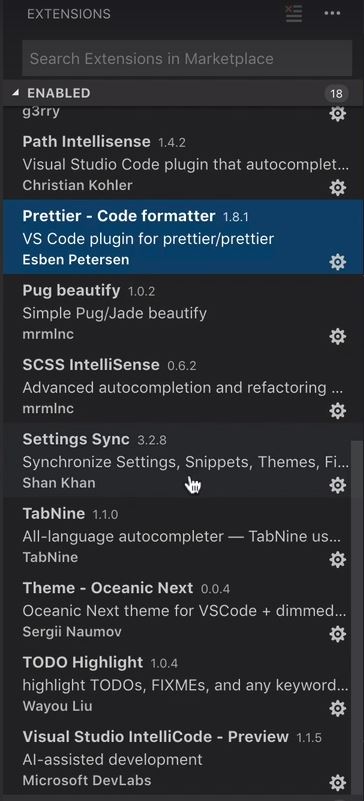 EXTENSIONS
Search Extensions in Marketplace
ENABLED 18
g3rry
Path Intellisense 1.4.2
Visual Studio Code plugin that autocomplet...
Christian Kohler
Prettier - Code formatter 1.8.1
VS Code plugin for prettier/prettier
Esben Petersen
Pug beautify 1.0.2
Simple Pug/Jade beautify
mrmlnc
SCSS IntelliSense 0.6.2
Advanced autocompletion and refactoring ...
mrmlnc
Settings Sync 3.2.8
Synchronize Settings, Snippets, Themes, Fi...
Shan Khan
TabNine 1.1.0
All-language autocompleter — TabNine us...
TabNine
Theme - Oceanic Next 0.0.4
Oceanic Next theme for VSCode + dimmed...
Sergii Naumov
TODO Highlight 1.0.4
highlight TODOs, FIXMEs, and any keyword...
Wayou Liu
Visual Studio IntelliCode - Preview 1.1.5
AI-assisted development
Microsoft DevLabs